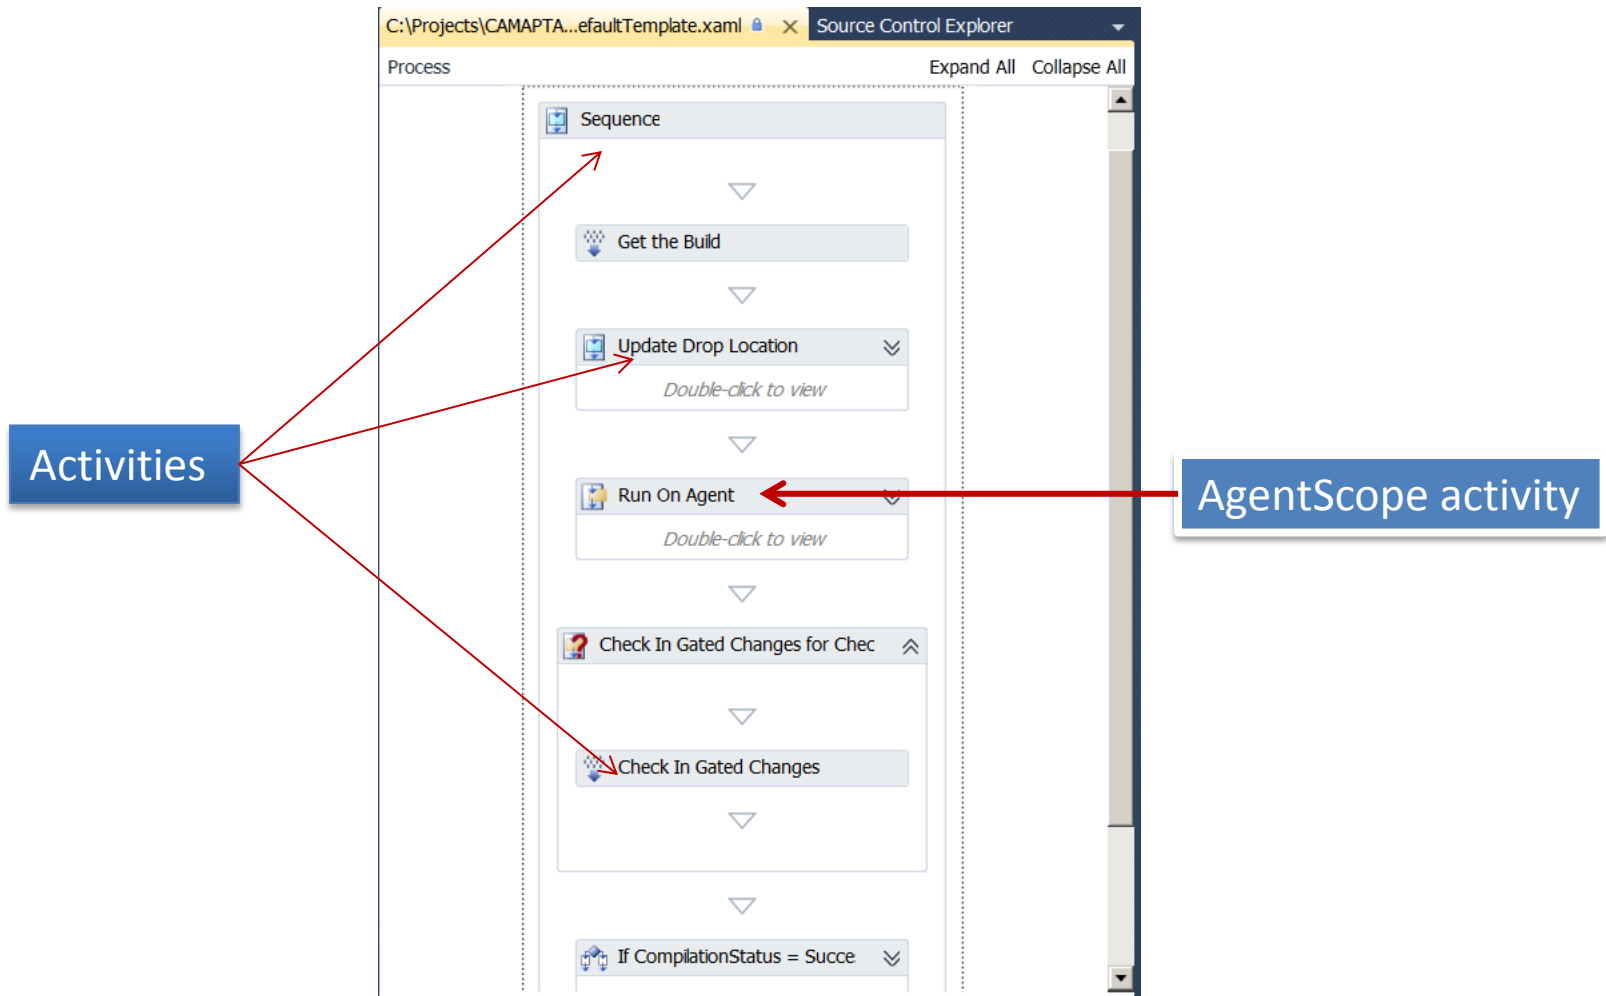 C:\Projects\CAMAPTA...efaultTemplate.xaml Source Control Explorer
Process Expand All Collapse All
Sequence
Get the Build
Update Drop Location
Double-click to view
Activities
Run On Agent
AgentScope activity
Double-click to view
Check In Gated Changes for Chec
Check In Gated Changes
If CompilationStatus = Succe